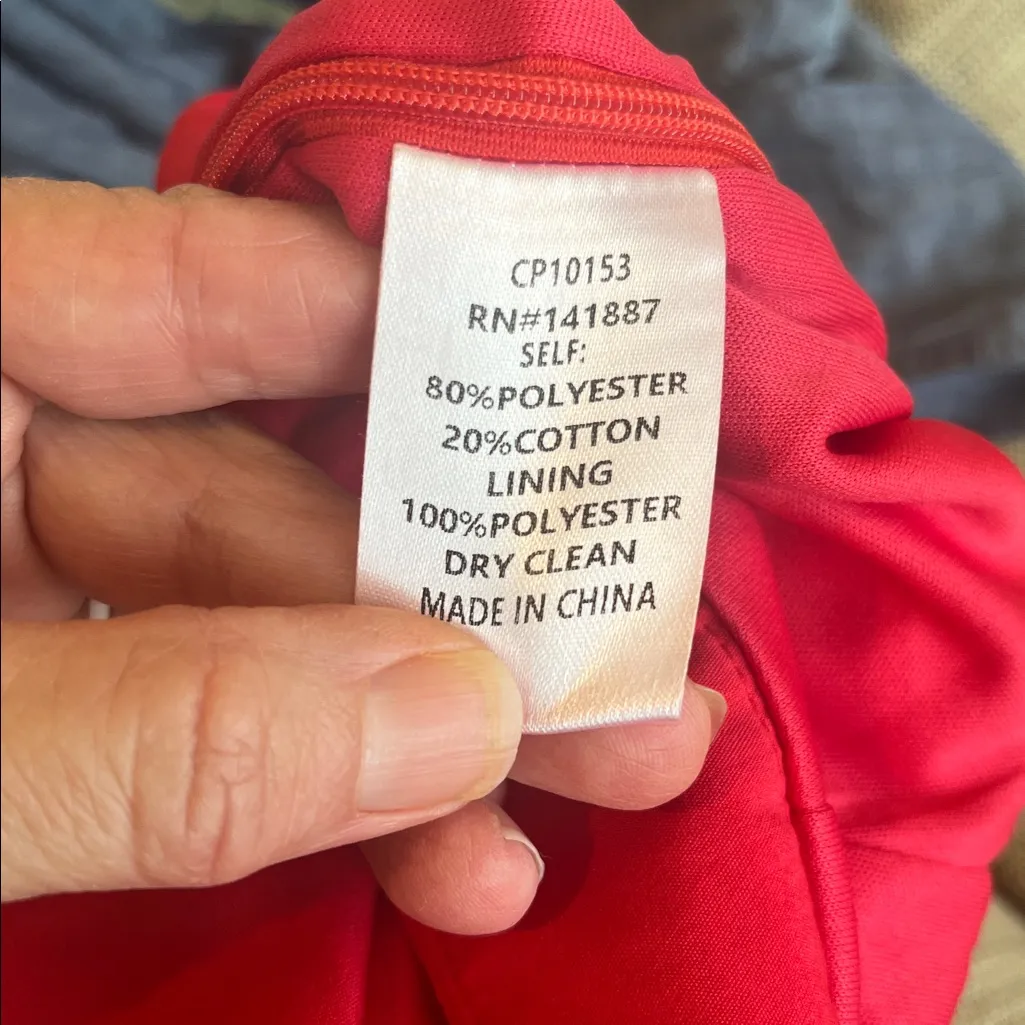 CP10153
RN#141887
SELF:
80%POLYESTER
20%COTTON
LINING
100%POLYESTER
DRY CLEAN
MADE IN CHINA